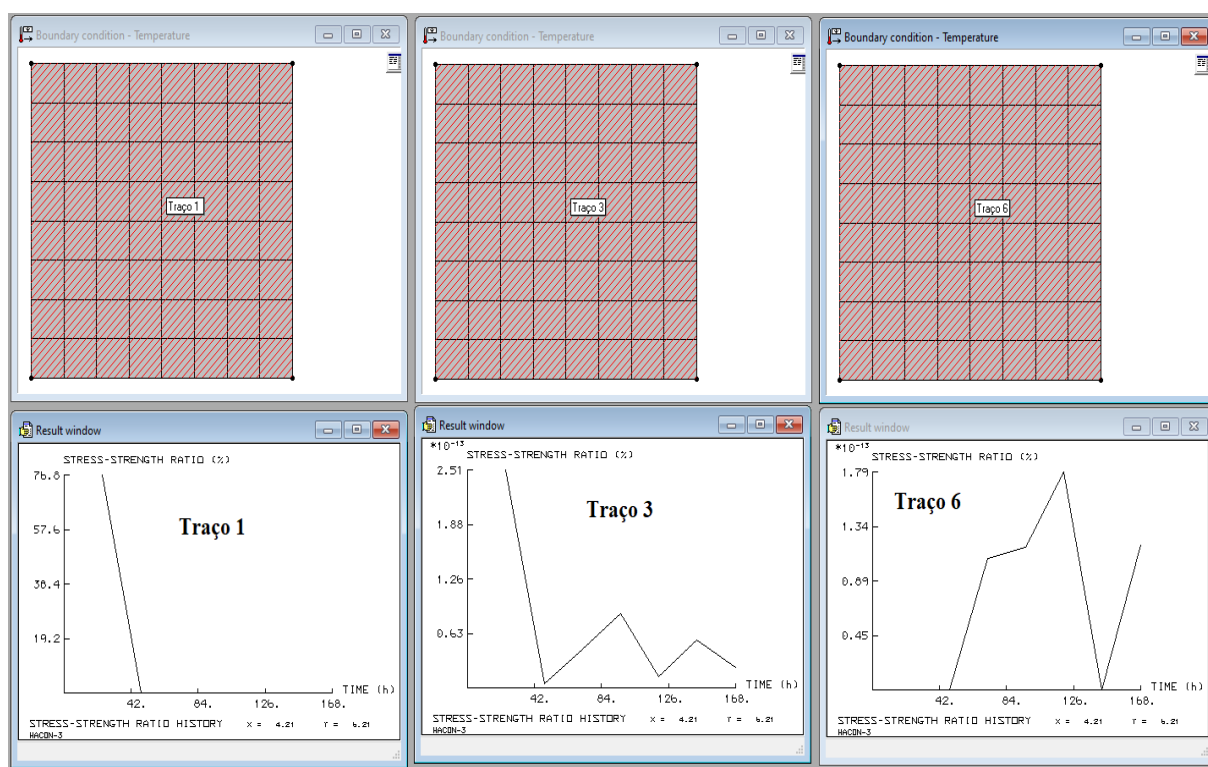 Boundary condition - Temperature
Traço 1
Boundary condition - Temperature
Traço 3
Boundary condition - Temperature
Traço 6
Result window
STRESS-STRENGTH RATIO (%)
76.8
57.6
38.4
19.2
Traço 1
42. 84. 126. 168.
TIME (h)
STRESS-STRENGTH RATIO HISTORY X = 4.21 Y = 6.21
HACON-3
Result window
*10-13
STRESS-STRENGTH RATIO (%)
2.51
1.88
1.26
0.63
Traço 3
42. 84. 126. 168.
TIME (h)
STRESS-STRENGTH RATIO HISTORY X = 4.21 Y = 6.21
HACON-3
Result window
*10-13
STRESS-STRENGTH RATIO (%)
1.79
1.34
0.89
0.45
Traço 6
42. 84. 126. 168.
TIME (h)
STRESS-STRENGTH RATIO HISTORY X = 4.21 Y = 6.21
HACON-3